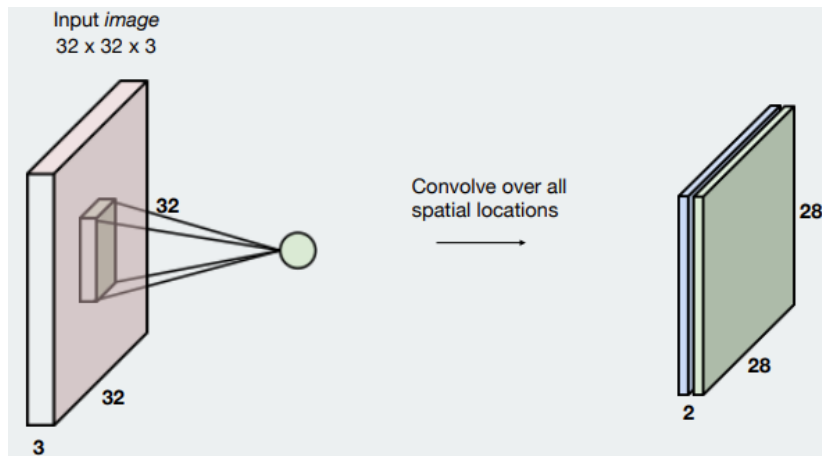 Input image
32 x 32 x 3
32
32
3
Convolve over all
spatial locations
28
28
2